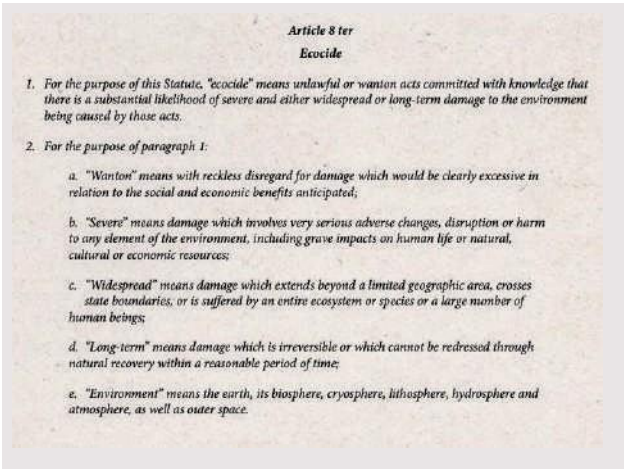 Article 8 ter
Ecocide
1. For the purpose of this Statute, "ecocide" means unlawful or wanton acts committed with knowledge that
there is a substantial likelihood of severe and either widespread or long-term damage to the environment
being caused by those acts.
2. For the purpose of paragraph 1:
a. "Wanton" means with reckless disregard for damage which would be clearly excessive in
relation to the social and economic benefits anticipated;
b. "Severe" means damage which involves very serious adverse changes, disruption or harm
to any element of the environment, including grave impacts on human life or natural,
cultural or economic resources;
c. "Widespread" means damage which extends beyond a limited geographic area, crosses
state boundaries, or is suffered by an entire ecosystem or species or a large number of
human beings;
d. "Long-term" means damage which is irreversible or which cannot be redressed through
natural recovery within a reasonable period of time;
e. "Environment" means the earth, its biosphere, cryosphere, lithosphere, hydrosphere and
atmosphere, as well as outer space.